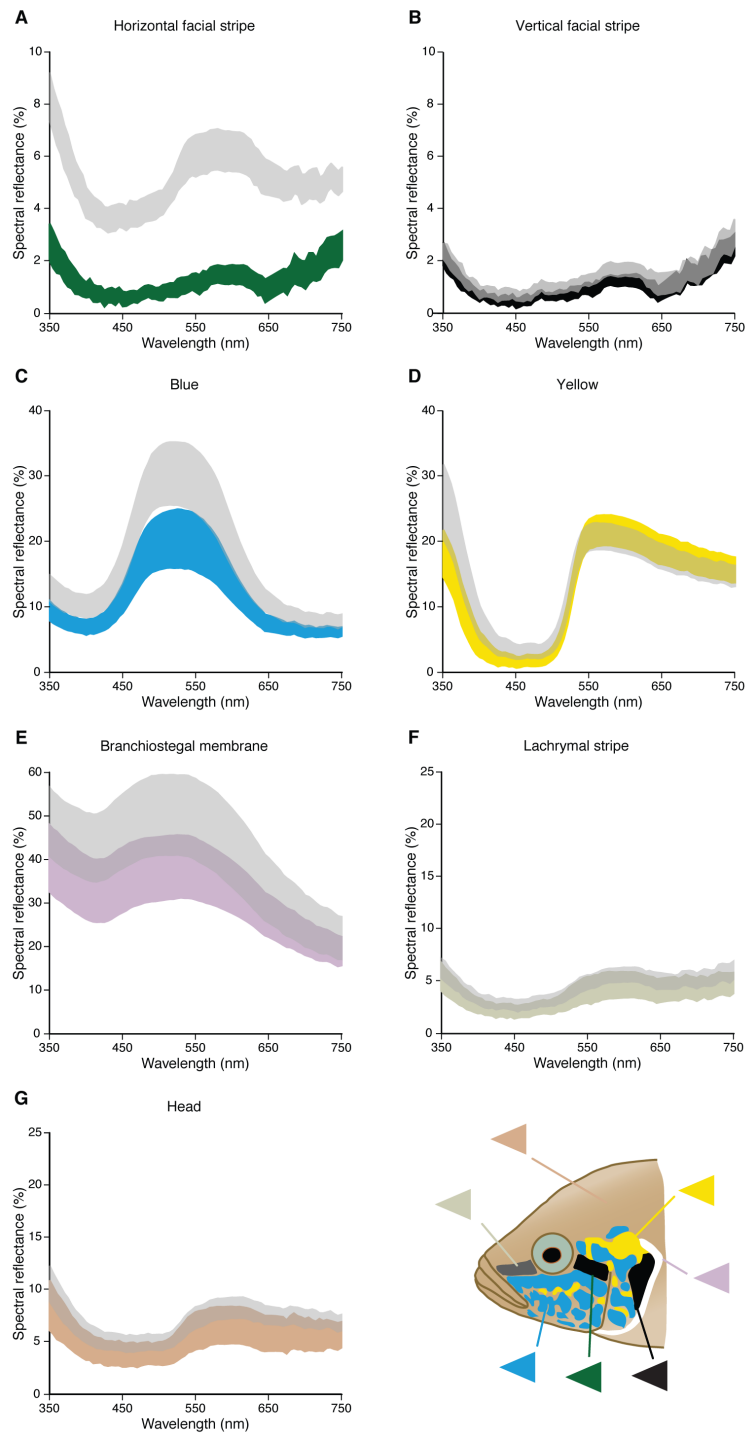 A
Horizontal facial stripe
10
8
6
4
2
0
Spectral reflectance (%)
350
450
550
650
750
Wavelength (nm)
B
Vertical facial stripe
10
8
6
4
2
0
Spectral reflectance (%)
350
450
550
650
750
Wavelength (nm)
C
Blue
40
30
20
10
0
Spectral reflectance (%)
350
450
550
650
750
Wavelength (nm)
D
Yellow
40
30
20
10
0
Spectral reflectance (%)
350
450
550
650
750
Wavelength (nm)
E
Branchiostegal membrane
60
50
40
30
20
10
0
Spectral reflectance (%)
350
450
550
650
750
Wavelength (nm)
F
Lachrymal stripe
25
20
15
10
5
0
Spectral reflectance (%)
350
450
550
650
750
Wavelength (nm)
G
Head
25
20
15
10
5
0
Spectral reflectance (%)
350
450
550
650
750
Wavelength (nm)